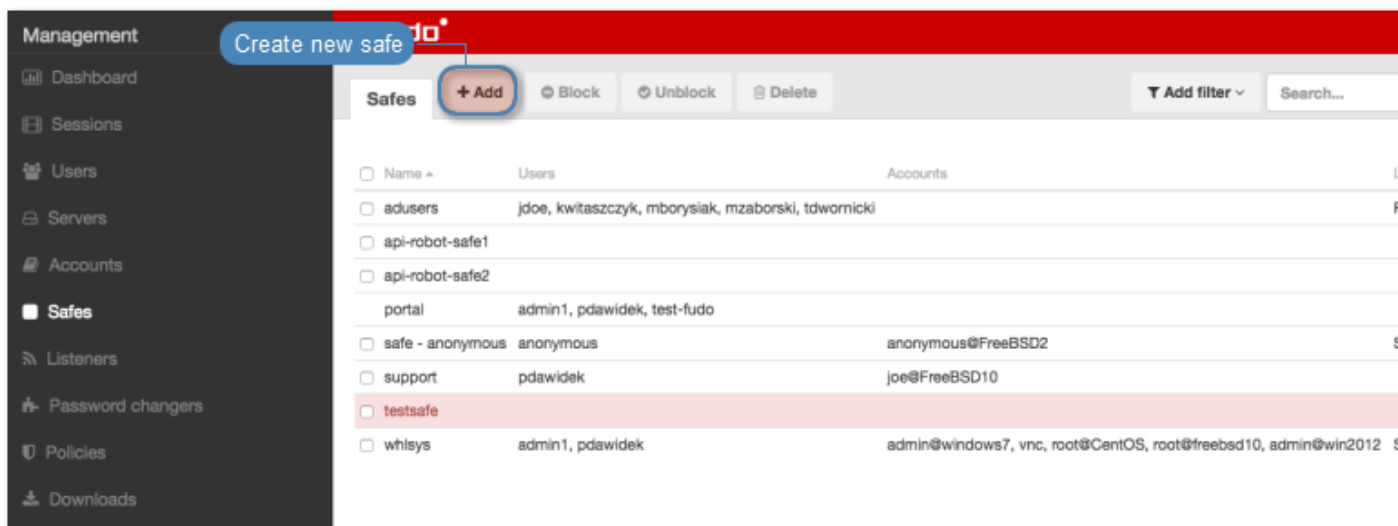 Management
Create new safe
do
Dashboard
Sessions
Users
Servers
Accounts
Safes
Listeners
Password changers
Policies
Downloads
Safes + Add Block Unblock Delete Add filter Search...
Name Users Accounts
adusers jdoe, kwitaszczyk, mborysiak, mzaborski, tdwornicki
api-robot-safe1
api-robot-safe2
portal admin1, pdawidek, test-fudo
safe - anonymous anonymous anonymous@FreeBSD2
support pdawidek joe@FreeBSD10
testsafe
whlsys admin1, pdawidek admin@windows7, vnc, root@CentOS, root@freebsd10, admin@win2012